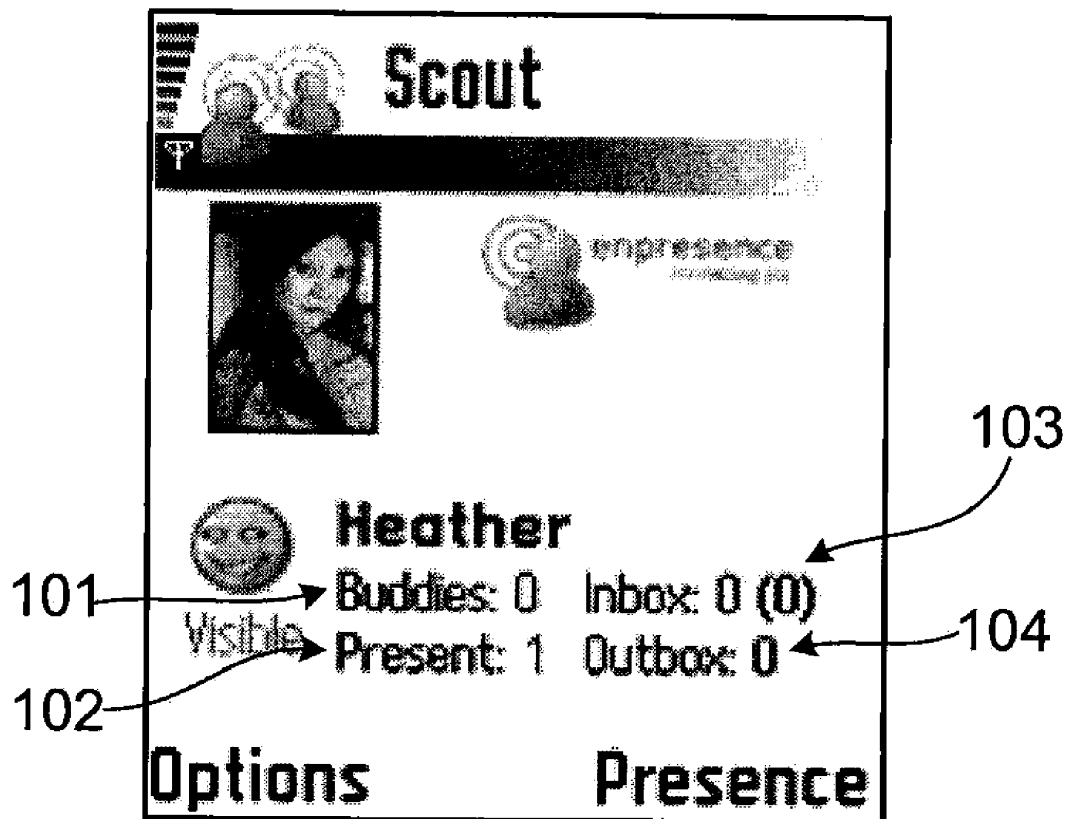 Scout
enpresence
103
Heather
101
Buddies: 0 Inbox: 0 (0)
Visible
104
102
Present: 1 Outbox: 0
Options Presence